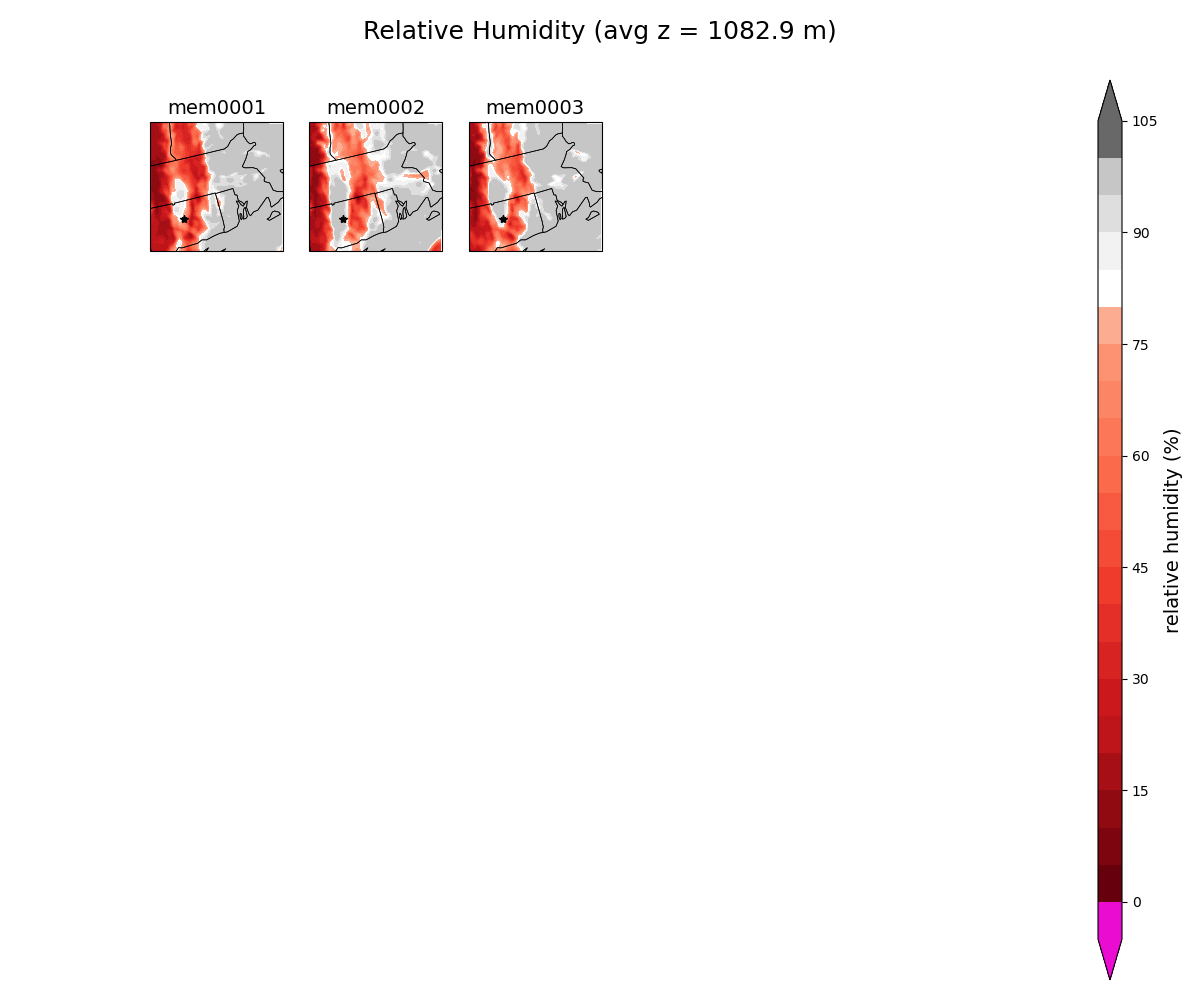 Relative Humidity (avg z = 1082.9 m)
mem0001 mem0002 mem0003
105
90
75
60
45
30
15
0
relative humidity (%)